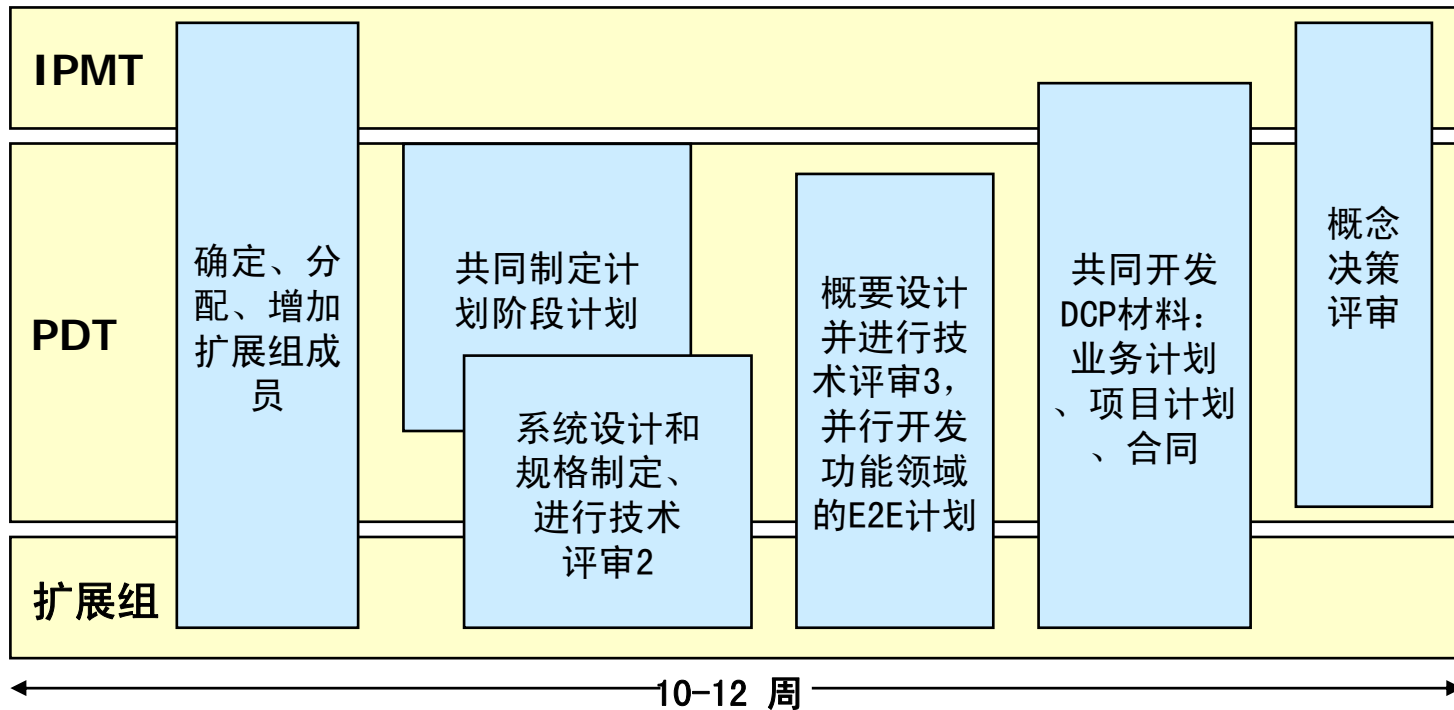 IPMT
PDT
扩展组
确定、分
配、增加
扩展组成
员
共同制定计
划阶段计划
系统设计和
规格制定、
进行技术
评审2
概要设计
并进行技
术评审3，
并行开发
功能领域
的E2E计划
共同开发
DCP材料：
业务计划
、项目计划
、合同
概念
决策
评审
10-12 周